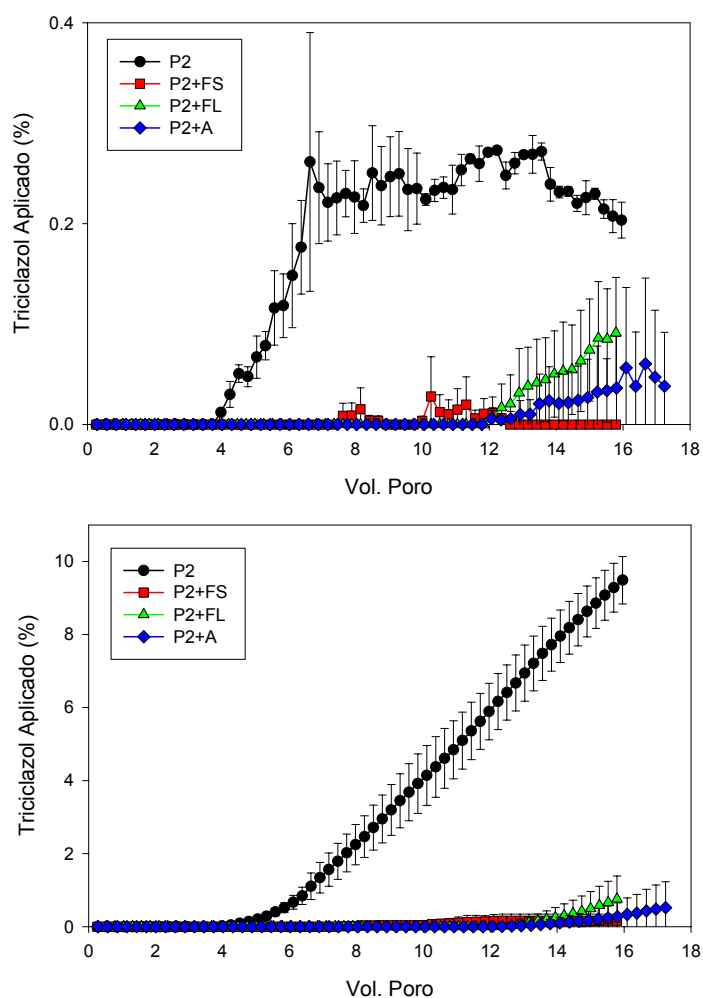 0.4
P2
P2+FS
P2+FL
P2+A
0.2
0.0
Triciclazol Aplicado (%)
0 2 4 6 8 10 12 14 16 18
Vol. Poro
10
P2
P2+FS
P2+FL
P2+A
8
6
4
2
0
Triciclazol Aplicado (%)
0 2 4 6 8 10 12 14 16 18
Vol. Poro